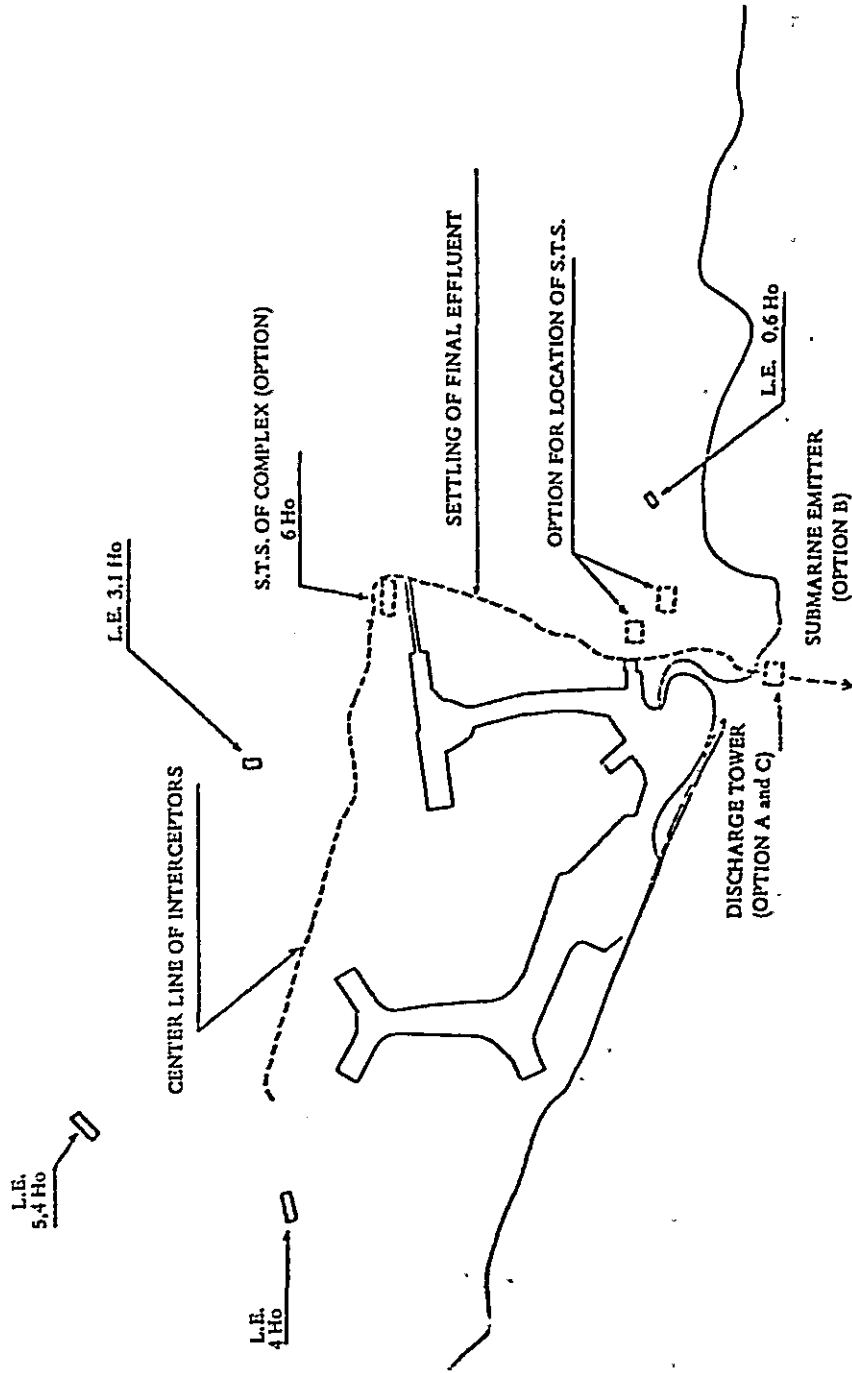 L.E.
5,4 Ho
L.E.
4 Ho
CENTER LINE OF INTERCEPTORS
L.E. 3,1 Ho
S.T.S. OF COMPLEX (OPTION)
6 Ho
SETTLING OF FINAL EFFLUENT
OPTION FOR LOCATION OF S.T.S.
L.E. 0,6 Ho
DISCHARGE TOWER
(OPTION A and C)
SUBMARINE EMITTER
(OPTION B)